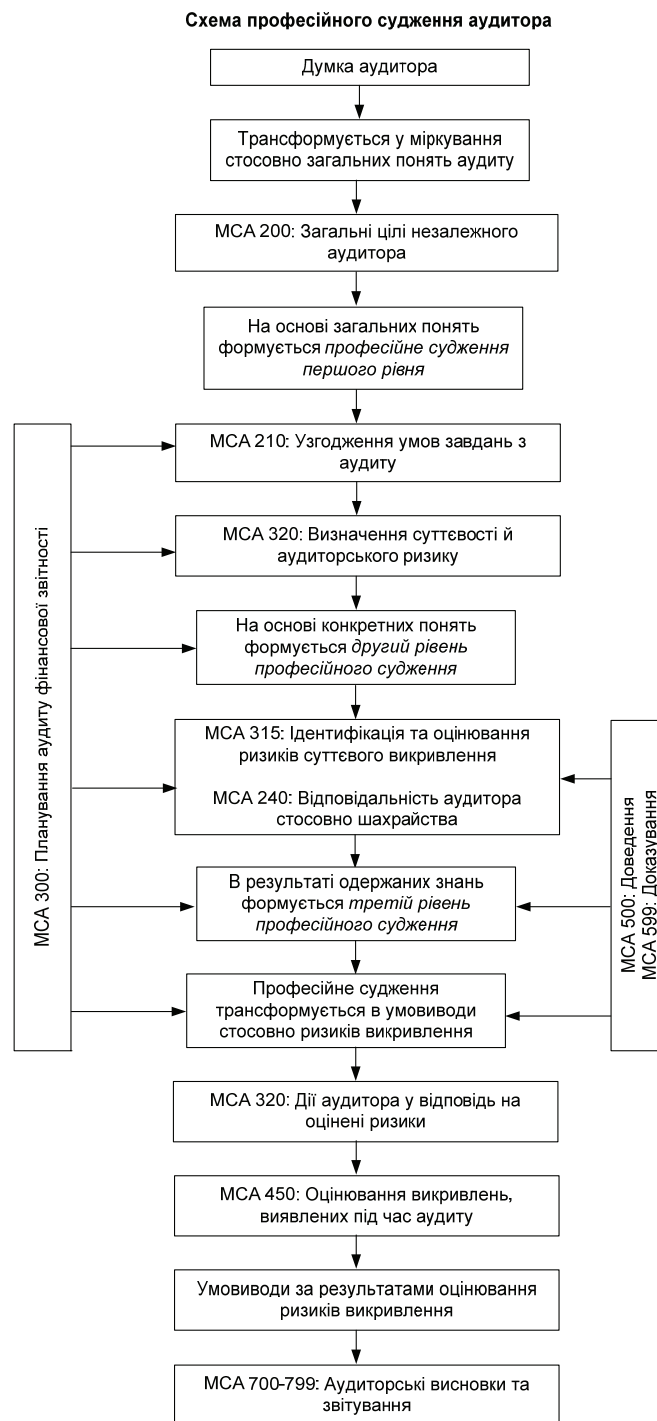 Схема професійного судження аудитора
Думка аудитора
Трансформується у міркування
стосовно загальних понять аудиту
МСА 200: Загальні цілі незалежного
аудитора
На основі загальних понять
формується професійне судження
першого рівня
МСА 300: Планування аудиту фінансової звітності
МСА 210: Узгодження умов завдань з
аудиту
МСА 320: Визначення суттєвості й
аудиторського ризику
На основі конкретних понять
формується другий рівень
професійного судження
МСА 315: Ідентифікація та оцінювання
ризиків суттєвого викривлення
МСА 240: Відповідальність аудитора
стосовно шахрайства
МСА 500: Доведення
МСА 599: Доказування
В результаті одержаних знань
формується третій рівень
професійного судження
Професійне судження
трансформується в умовиводи
стосовно ризиків викривлення
МСА 320: Дії аудитора у відповідь на
оцінені ризики
МСА 450: Оцінювання викривлень,
виявлених під час аудиту
Умовиводи за результатами оцінювання
ризиків викривлення
МСА 700-799: Аудиторські висновки та
звітування